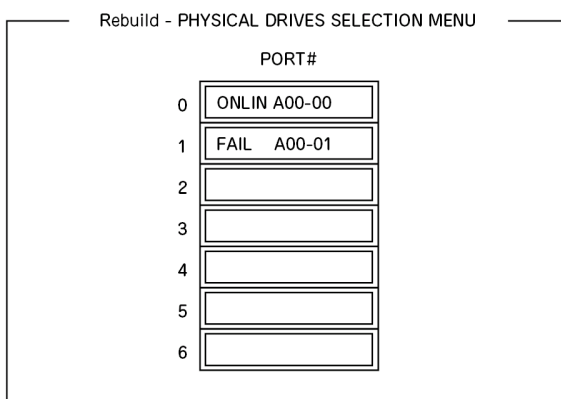 Rebuild - PHYSICAL DRIVES SELECTION MENU
PORT#
0 ONLIN A00-00
1 FAIL A00-01
2
3
4
5
6